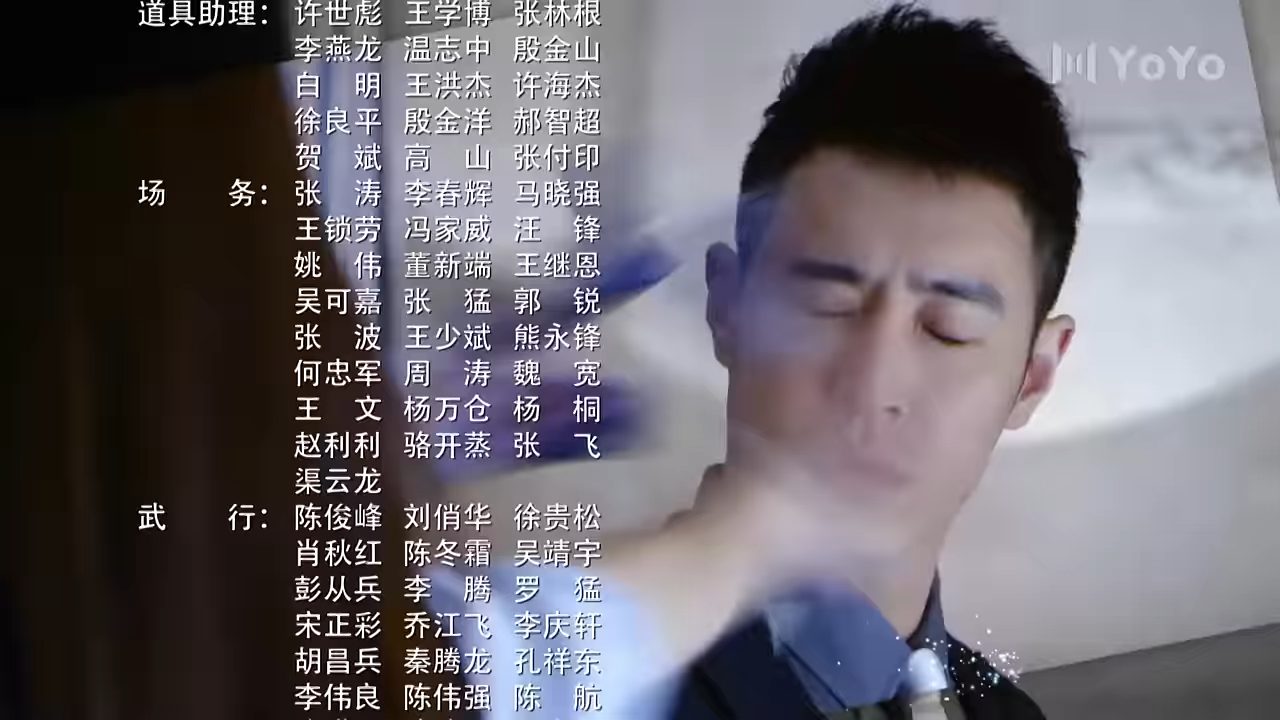 道具助理： 许世彪 王学博 张林根
李燕龙 温志中 殷金山
白 明 王洪杰 许海杰
徐良平 殷金洋 郝智超
贺 斌 高 山 张付印
场 务： 张 涛 李春辉 马晓强
王锁劳 冯家威 汪 锋
姚 伟 董新端 王继恩
吴可嘉 张 猛 郭 锐
张 波 王少斌 熊永锋
何忠军 周 涛 魏 宽
王 文 杨万仓 杨 桐
赵利利 骆开蒸 张 飞
渠云龙
武 行： 陈俊峰 刘俏华 徐贵松
肖秋红 陈冬霜 吴靖宇
彭从兵 李 腾 罗 猛
宋正彩 乔江飞 李庆轩
胡昌兵 秦腾龙 孔祥东
李伟良 陈伟强 陈 航
YoYo